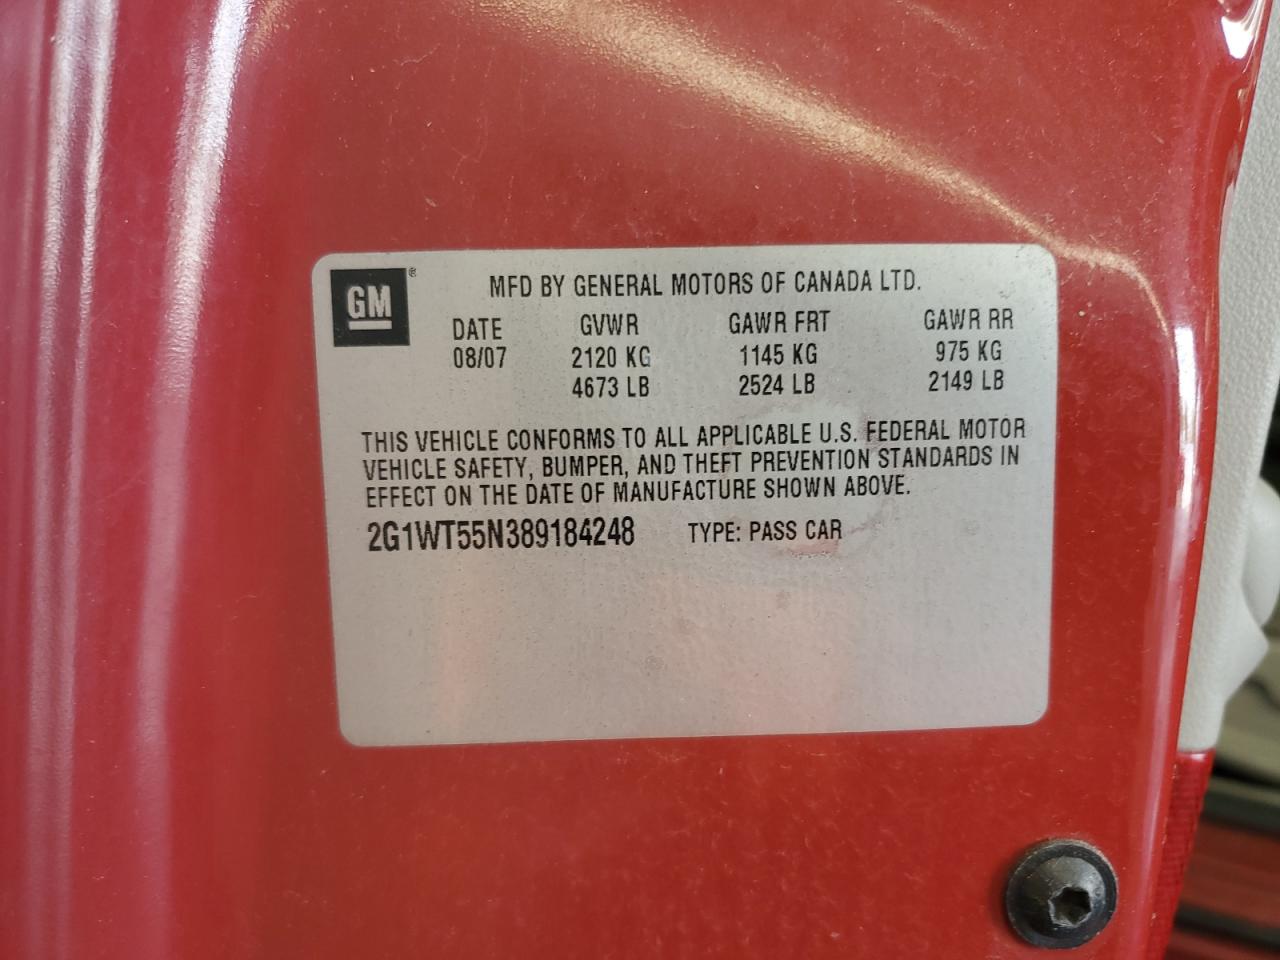 GM ®
MFD BY GENERAL MOTORS OF CANADA LTD.
DATE GVWR GAWR FRT GAWR RR
08/07 2120 KG 1145 KG 975 KG
4673 LB 2524 LB 2149 LB
THIS VEHICLE CONFORMS TO ALL APPLICABLE U.S. FEDERAL MOTOR
VEHICLE SAFETY, BUMPER, AND THEFT PREVENTION STANDARDS IN
EFFECT ON THE DATE OF MANUFACTURE SHOWN ABOVE.
2G1WT55N389184248 TYPE: PASS CAR